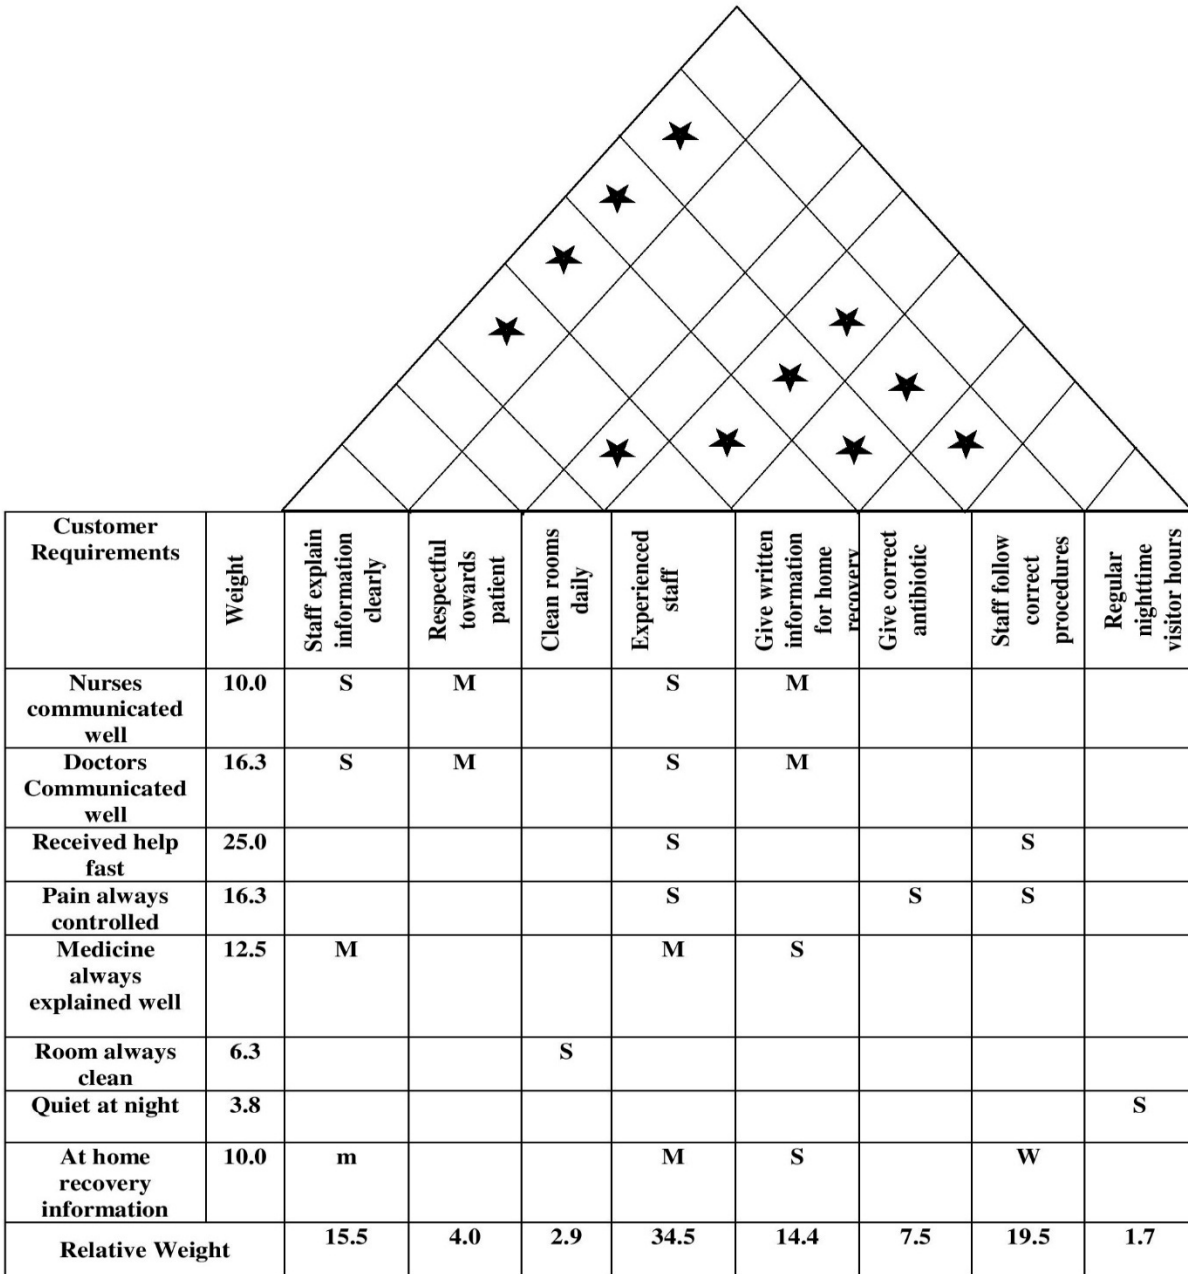 Customer
Requirements
Weight
Staff explain
information
clearly
Respectful
towards
patient
Clean rooms
daily
Experienced
staff
Give written
information
for home
recovery
Give correct
antibiotic
Staff follow
correct
procedures
Regular
nighttime
visitor hours
Nurses 10.0 S M S M
communicated
well
Doctors 16.3 S M S M
Communicated
well
Received help 25.0 S S
fast
Pain always 16.3 S S S
controlled
Medicine 12.5 M M S
always
explained well
Room always 6.3 S
clean
Quiet at night 3.8 S
At home 10.0 m M S W
recovery
information
Relative Weight 15.5 4.0 2.9 34.5 14.4 7.5 19.5 1.7